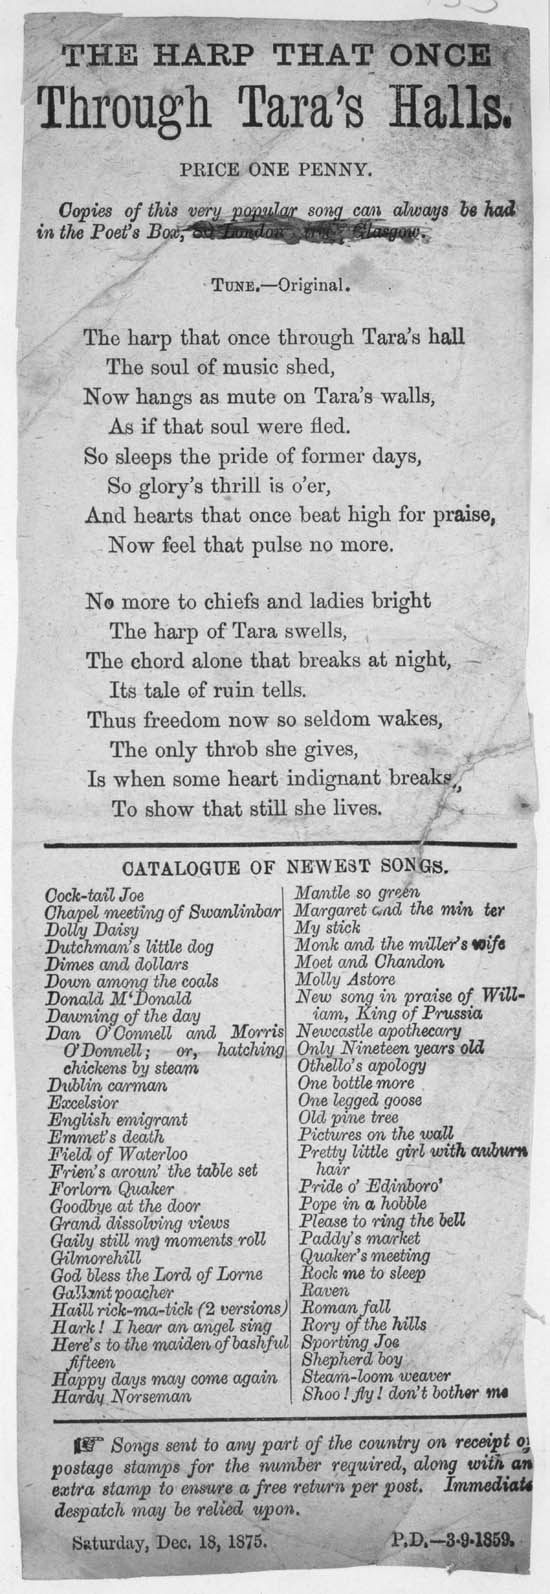 THE HARP THAT ONCE
Through Tara's Halls.
PRICE ONE PENNY.
Copies of this very popular song can always be had
in the Poet's Box, London Glasgow.
TUNE.—Original.
The harp that once through Tara's hall
The soul of music shed,
Now hangs as mute on Tara's walls,
As if that soul were fled.
So sleeps the pride of former days,
So glory's thrill is o'er,
And hearts that once beat high for praise,
Now feel that pulse no more.
No more to chiefs and ladies bright
The harp of Tara swells,
The chord alone that breaks at night,
Its tale of ruin tells.
Thus freedom now so seldom wakes,
The only throb she gives,
Is when some heart indignant breaks,
To show that still she lives.
CATALOGUE OF NEWEST SONGS.
Cock-tail Joe
Chapel meeting of Swanlinbar
Dolly Daisy
Dutchman's little dog
Dimes and dollars
Down among the coals
Donald M'Donald
Dawning of the day
Dan O'Connell and Morris
O'Donnell; or, hatching
chickens by steam
Dublin carman
Excelsior
English emigrant
Emmet's death
Field of Waterloo
Frien's aroun' the table set
Forlorn Quaker
Goodbye at the door
Grand dissolving views
Gaily still my moments roll
Gilmorehill
God bless the Lord of Lorne
Gallant poacher
Haill rick-ma-tick (2 versions)
Hark! I hear an angel sing
Here's to the maiden of bashful
fifteen
Happy days may come again
Hardy Norseman
Mantle so green
Margaret and the min ter
My stick
Monk and the miller's wife
Moet and Chandon
Molly Astore
New song in praise of Will-
iam, King of Prussia
Newcastle apothecary
Only Nineteen years old
Othello's apology
One bottle more
One legged goose
Old pine tree
Pictures on the wall
Pretty little girl with auburn
hair
Pride o' Edinboro'
Pope in a hobble
Please to ring the bell
Paddy's market
Quaker's meeting
Rock me to sleep
Raven
Roman fall
Rory of the hills
Sporting Joe
Shepherd boy
Steam-loom weaver
Shoo! fly! don't bother me
☞ Songs sent to any part of the country on receipt o
postage stamps for the number required, along with an
extra stamp to ensure a free return per post. Immediate
despatch may be relied upon.
Saturday, Dec. 18, 1875. P.D.—3-9-1859.